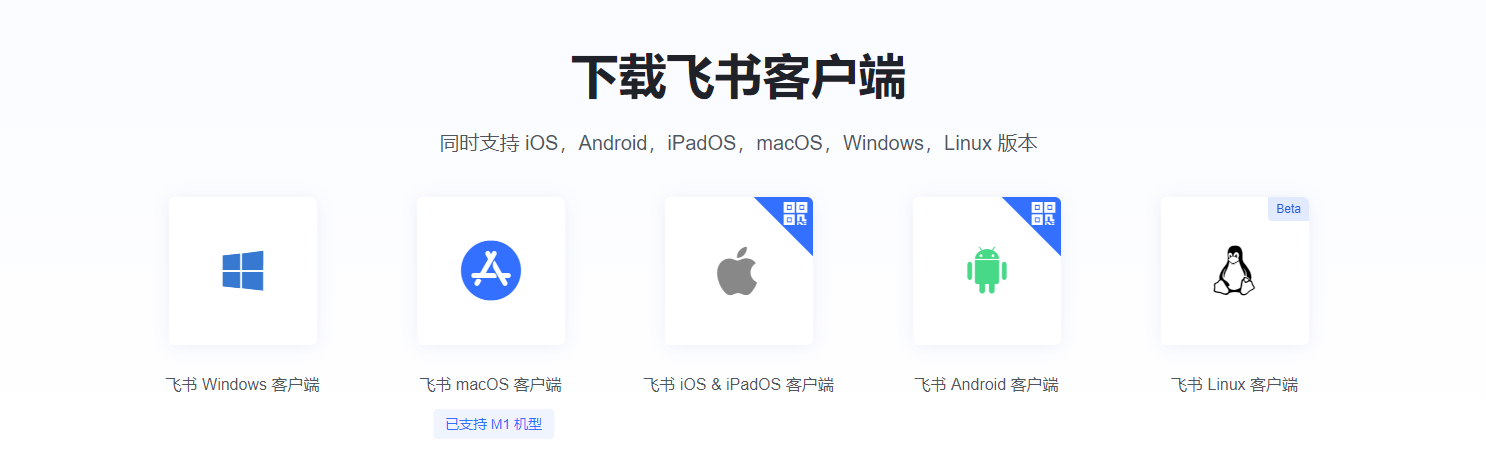 下载飞书客户端
同时支持 iOS，Android，iPadOS，macOS，Windows，Linux 版本
Beta
飞书 Windows 客户端
飞书 macOS 客户端
飞书 iOS & iPadOS 客户端
飞书 Android 客户端
飞书 Linux 客户端
已支持 M1 机型